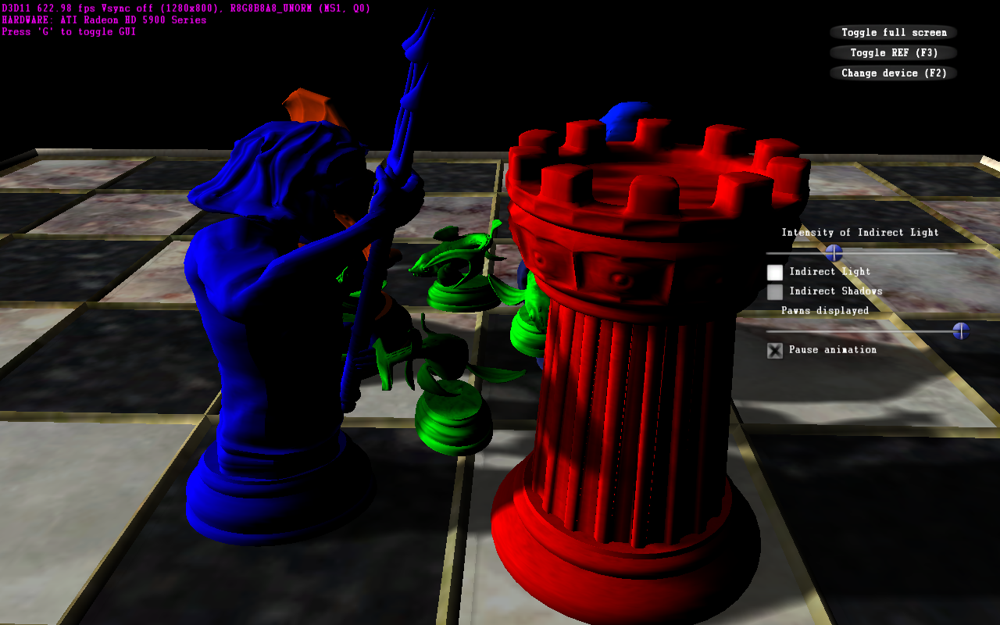 D3D11 622.98 fps Vsync off (1280x800), R8G8B8A8_UNORM (MS1, Q0)
HARDWARE: ATI Radeon HD 5900 Series
Press 'G' to toggle GUI
Toggle full screen
Toggle REF (F3)
Change device (F2)
Intensity of Indirect Light
Indirect Light
Indirect Shadows
Pawns displayed
Pause animation